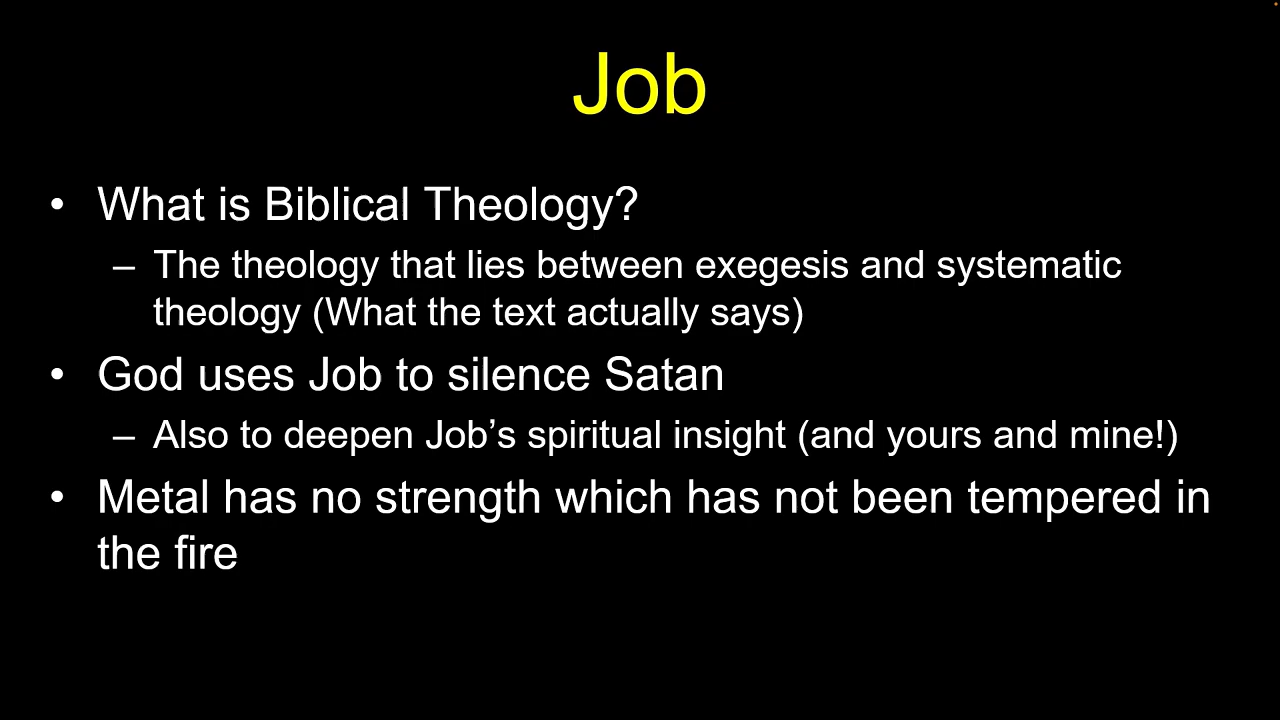 Job
• What is Biblical Theology?
– The theology that lies between exegesis and systematic
theology (What the text actually says)
• God uses Job to silence Satan
– Also to deepen Job’s spiritual insight (and yours and mine!)
• Metal has no strength which has not been tempered in
the fire